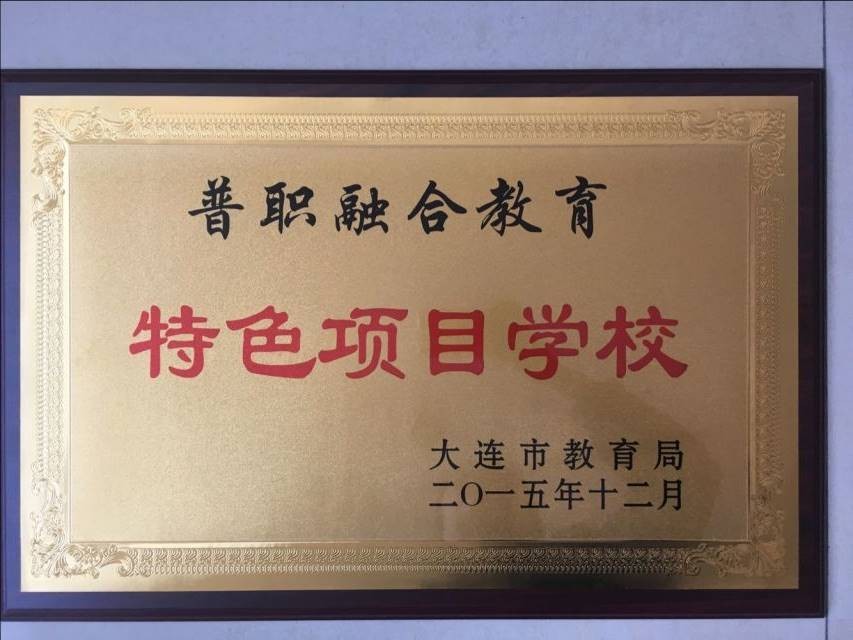 普职融合教育
特色项目学校
大连市教育局
二〇一五年十二月